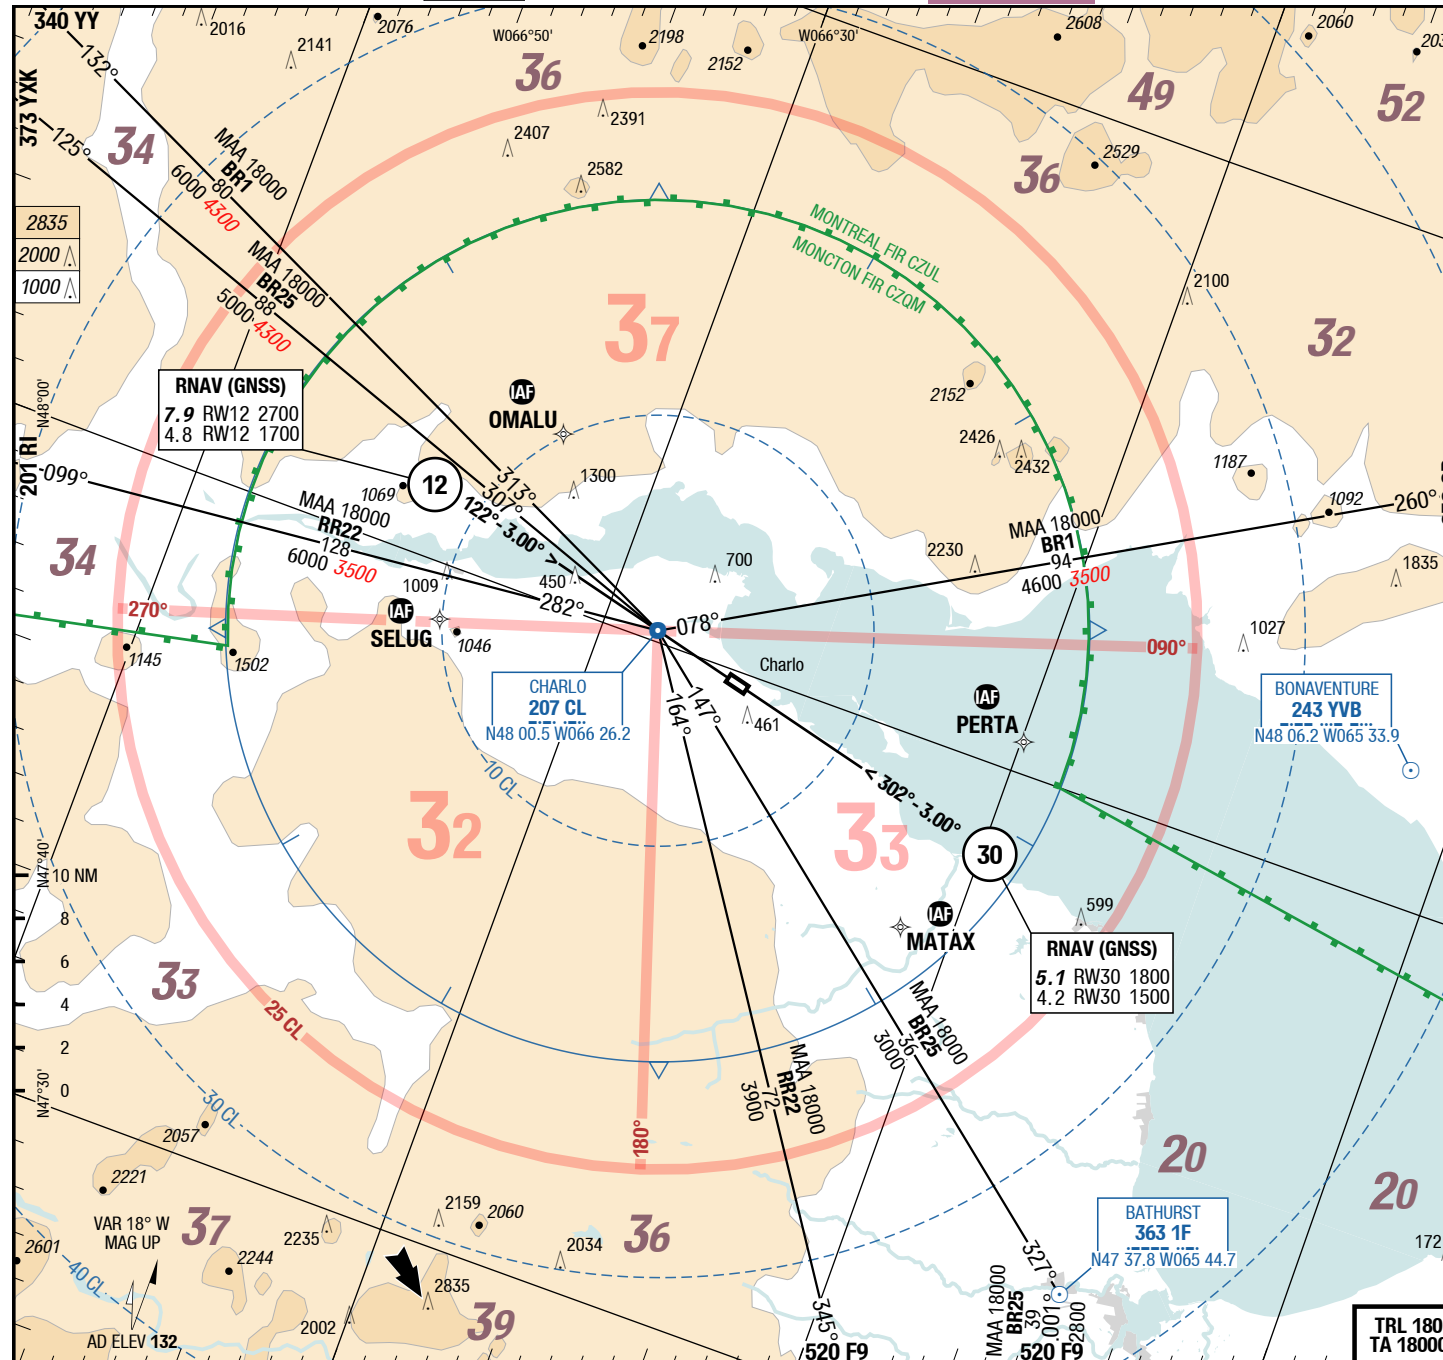 340 YY
2016
2076
W066°50'
2198
W066°30'
2608
2060
2141
2152
36
132°
373 YXK
49
52
125°
34
2407
2391
MAA 18000
BR1
80
6000 4300
2582
2529
36
2835
2000
1000
MONTREAL FIR CZUL
MONCTON FIR CZQM
MAA 18000
BR25
88
5000 4300
2100
37
32
RNAV (GNSS)
7.9 RW12 2700
4.8 RW12 1700
N48°00'
IAF
OMALU
2152
2426
2432
201 RI
099°
1069
12
313°
307°
1300
1187
1092
260°
MAA 18000
RR22
128
6000 3500
122°-3.00° >
MAA 18000
BR1
94
4600 3500
34
1009
450
700
2230
1835
282°
078°
270°
IAF
SELUG
1046
1145
1502
1027
090°
Charlo
CHARLO
207 CL
N48 00.5 W066 26.2
164°
147°
461
IAF
PERTA
BONAVENTURE
243 YVB
N48 06.2 W065 33.9
10 CL
< 302°-3.00°
32
33
30
N47°40'
10 NM
8
6
4
2
0
IAF
MATAX
599
RNAV (GNSS)
5.1 RW30 1800
4.2 RW30 1500
33
25 CL
MAA 18000
BR25
36
3000
N47°30'
30 CL
MAA 18000
RR22
72
3900
2057
180°
20
20
2221
VAR 18° W
MAG UP
37
2235
2159
2060
36
2034
BATHURST
363 1F
N47 37.8 W065 44.7
2601
2244
327°
172
40 CL
2835
39
MAA 18000
BR25
39
.001°
2800
AD ELEV 132
2002
345°
520 F9
520 F9
TRL 180
TA 18000